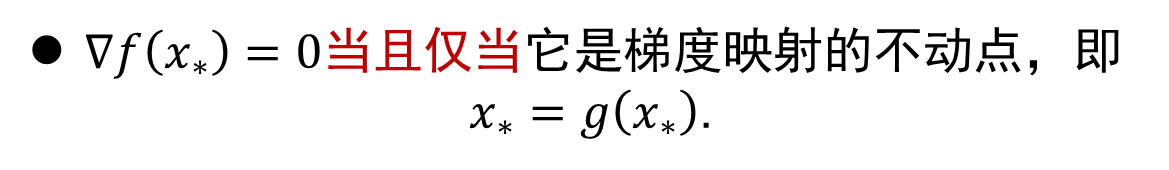 ● ∇f(x∗) = 0当且仅当它是梯度映射的不动点，即
x∗ = g(x∗).